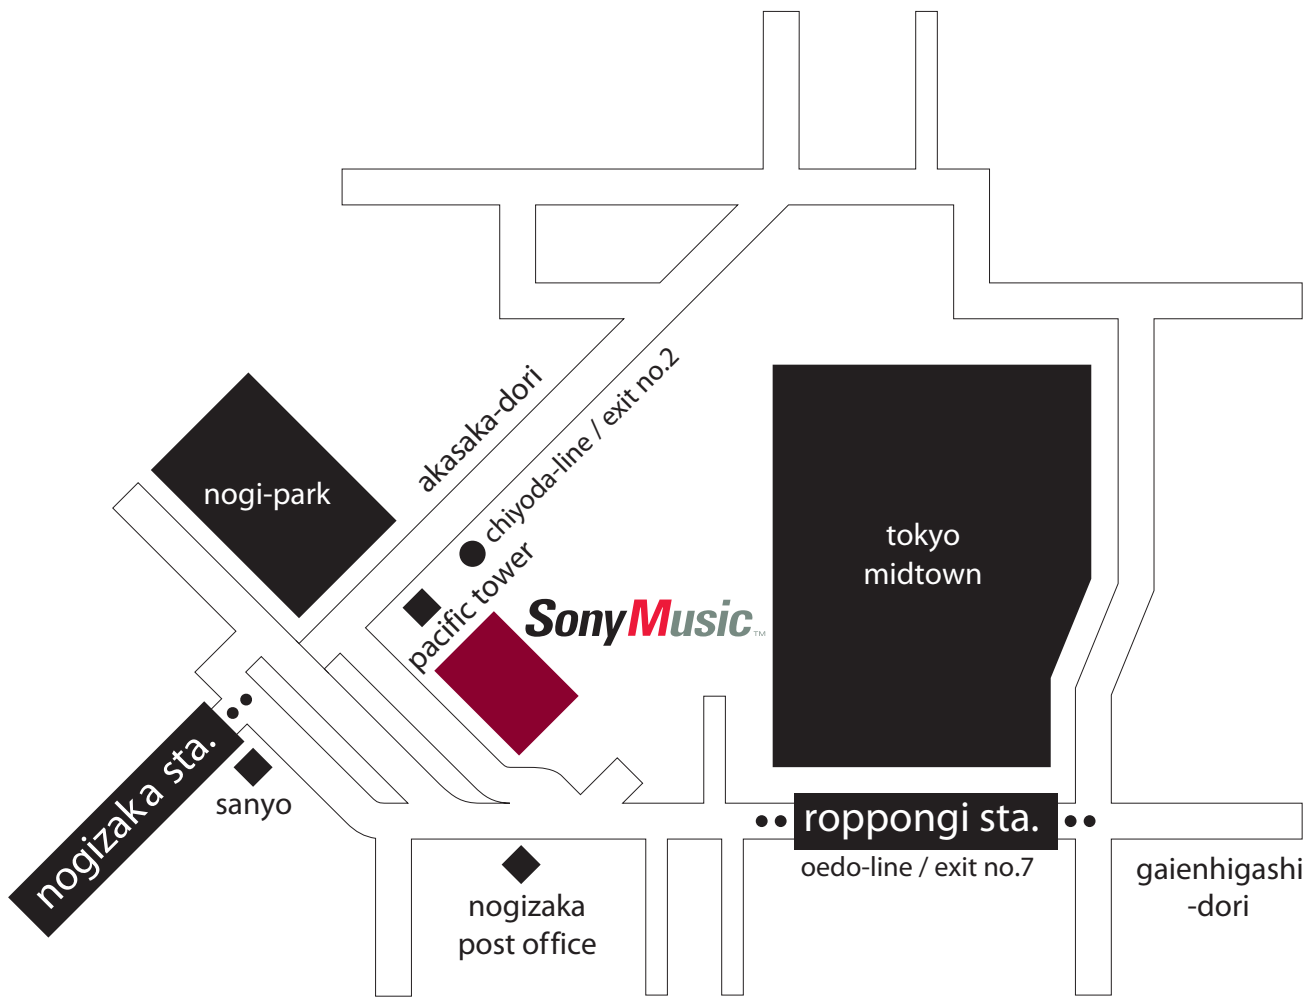 akasaka-dori
chiyoda-line / exit no.2
nogi-park
pacific tower
tokyo
midtown
SonyMusic™
nogizaka sta.
sanyo
roppongi sta.
oedo-line / exit no.7
gaienhigashi
-dori
nogizaka
post office